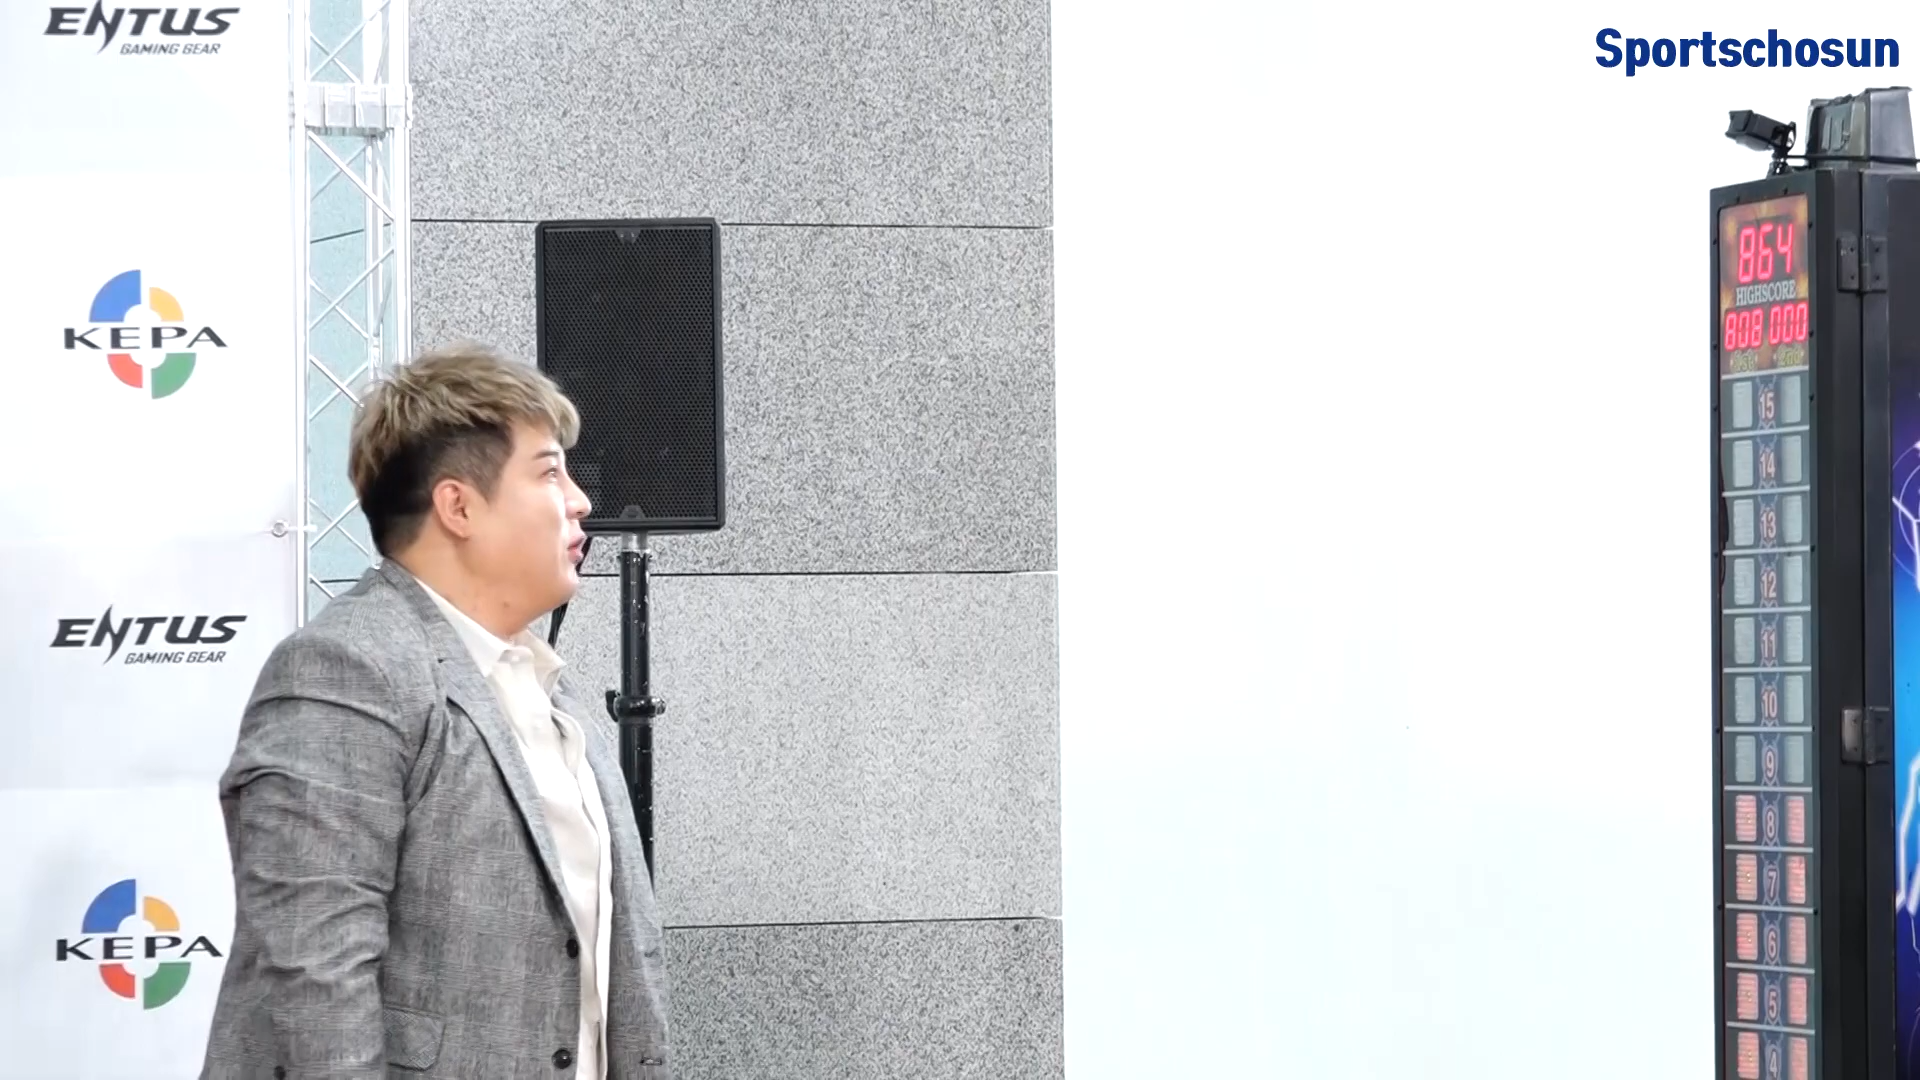 ENTUS
GAMING GEAR
Sportschosun
KEPA
864
HIGHSCORE
808 000
15
14
13
12
11
10
9
8
7
6
5
4
ENTUS
GAMING GEAR
KEPA